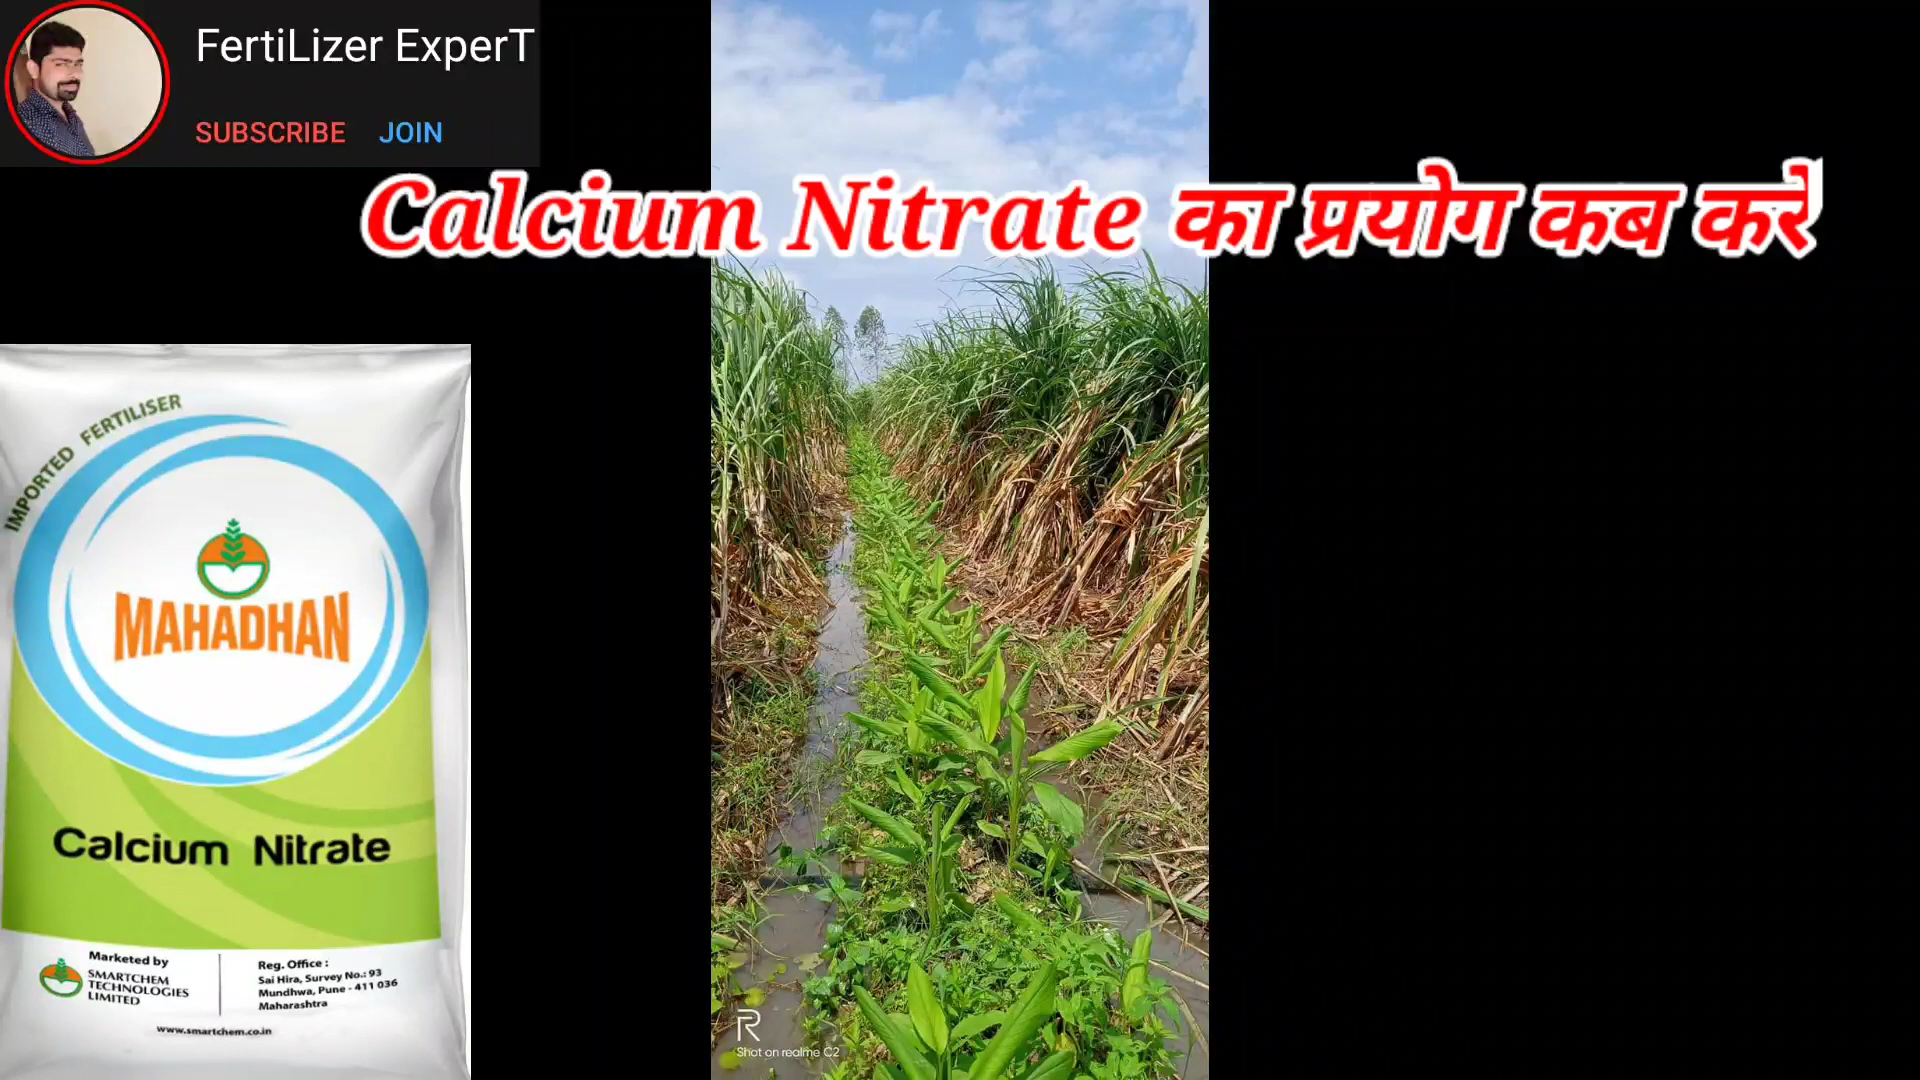 FertiLizer ExperT
SUBSCRIBE JOIN
Calcium Nitrate का प्रयोग कब करे
IMPORTED FERTILISER
MAHADHAN
Calcium Nitrate
Marketed by
SMARTCHEM
TECHNOLOGIES
LIMITED
Reg. Office :
Sai Hira, Survey No.: 93
Mundhwa, Pune - 411 036
Maharashtra
www.smartchem.co.in
R
Shot on realme C2